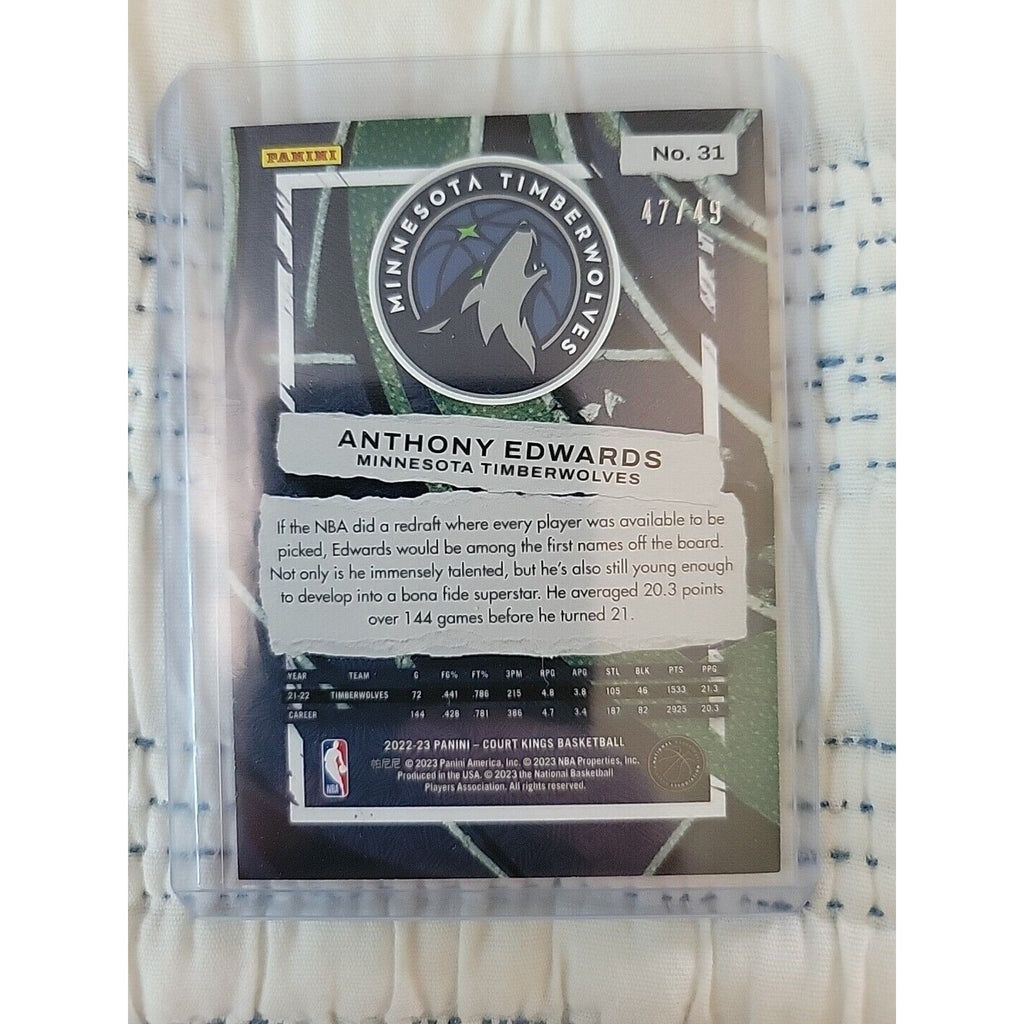 PANINI
No. 31
47/49
MINNESOTA TIMBERWOLVES
ANTHONY EDWARDS
MINNESOTA TIMBERWOLVES
If the NBA did a redraft where every player was available to be
picked, Edwards would be among the first names off the board.
Not only is he immensely talented, but he's also still young enough
to develop into a bona fide superstar. He averaged 20.3 points
over 144 games before he turned 21.
YEAR TEAM G FG% FT% 3PM RPG APG STL BLK PTS PPG
21-22 TIMBERWOLVES 72 .441 .786 215 4.8 3.8 105 46 1533 21.3
CAREER 144 .428 .781 386 4.7 3.4 187 82 2925 20.3
2022-23 PANINI – COURT KINGS BASKETBALL
帕尼尼 © 2023 Panini America, Inc. © 2023 NBA Properties, Inc.
Produced in the USA. © 2023 the National Basketball
Players Association. All rights reserved.
NBA